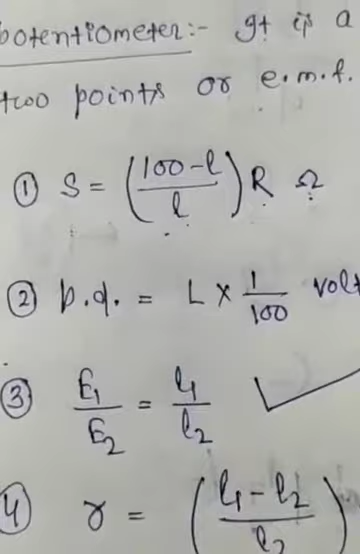 potentiometer:- It is a
two points or e.m.f.
① S = (100-l / l) R Ω
② p.d. = L × 1/100 volt
③ E₁/E₂ = l₁/l₂ ✓
④ r = (l₁ - l₂ / l₂)